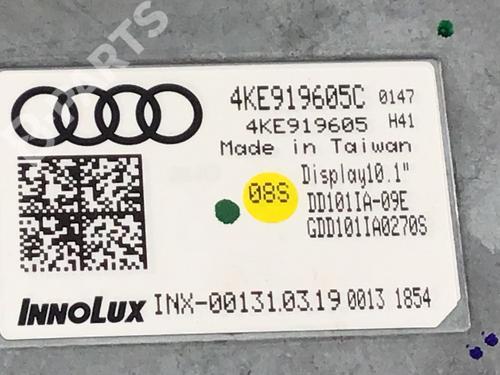 4KE919605C 0147
4KE919605 H41
Made in Taiwan
Display10.1"
08S
DD101IA-09E
GDD101IA0270S
INNOLUX INX-00131.03.19 0013 1854
PARTS